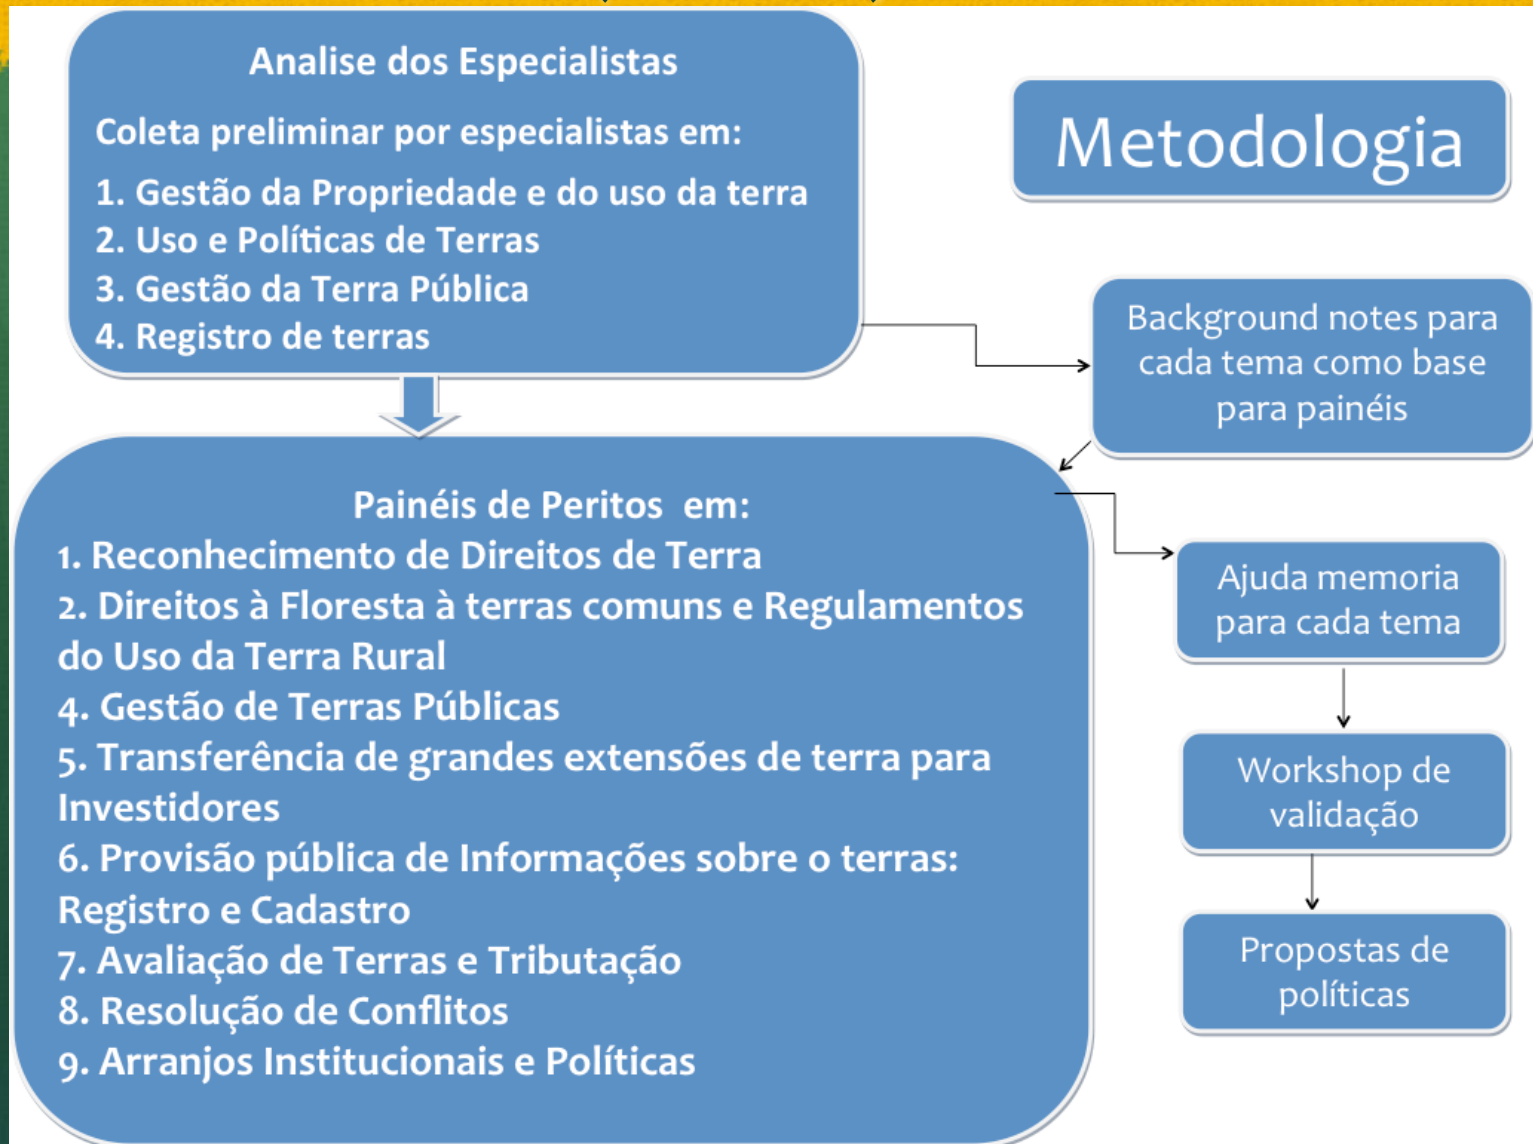 Analise dos Especialistas
Coleta preliminar por especialistas em:
1. Gestão da Propriedade e do uso da terra
2. Uso e Políticas de Terras
3. Gestão da Terra Pública
4. Registro de terras
Metodologia
Background notes para
cada tema como base
para painéis
Painéis de Peritos em:
1. Reconhecimento de Direitos de Terra
2. Direitos à Floresta à terras comuns e Regulamentos
do Uso da Terra Rural
4. Gestão de Terras Públicas
5. Transferência de grandes extensões de terra para
Investidores
6. Provisão pública de Informações sobre o terras:
Registro e Cadastro
7. Avaliação de Terras e Tributação
8. Resolução de Conflitos
9. Arranjos Institucionais e Políticas
Ajuda memoria
para cada tema
Workshop de
validação
Propostas de
políticas